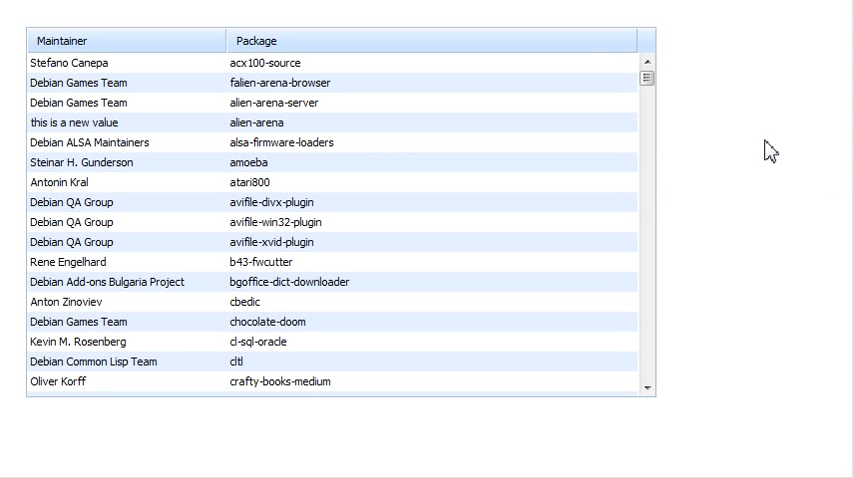 Maintainer Package
Stefano Canepa acx100-source
Debian Games Team falien-arena-browser
Debian Games Team alien-arena-server
this is a new value alien-arena
Debian ALSA Maintainers alsa-firmware-loaders
Steinar H. Gunderson amoeba
Antonin Kral atari800
Debian QA Group avifile-divx-plugin
Debian QA Group avifile-win32-plugin
Debian QA Group avifile-xvid-plugin
Rene Engelhard b43-fwcutter
Debian Add-ons Bulgaria Project bgoffice-dict-downloader
Anton Zinoviev cbedic
Debian Games Team chocolate-doom
Kevin M. Rosenberg cl-sql-oracle
Debian Common Lisp Team cltl
Oliver Korff crafty-books-medium